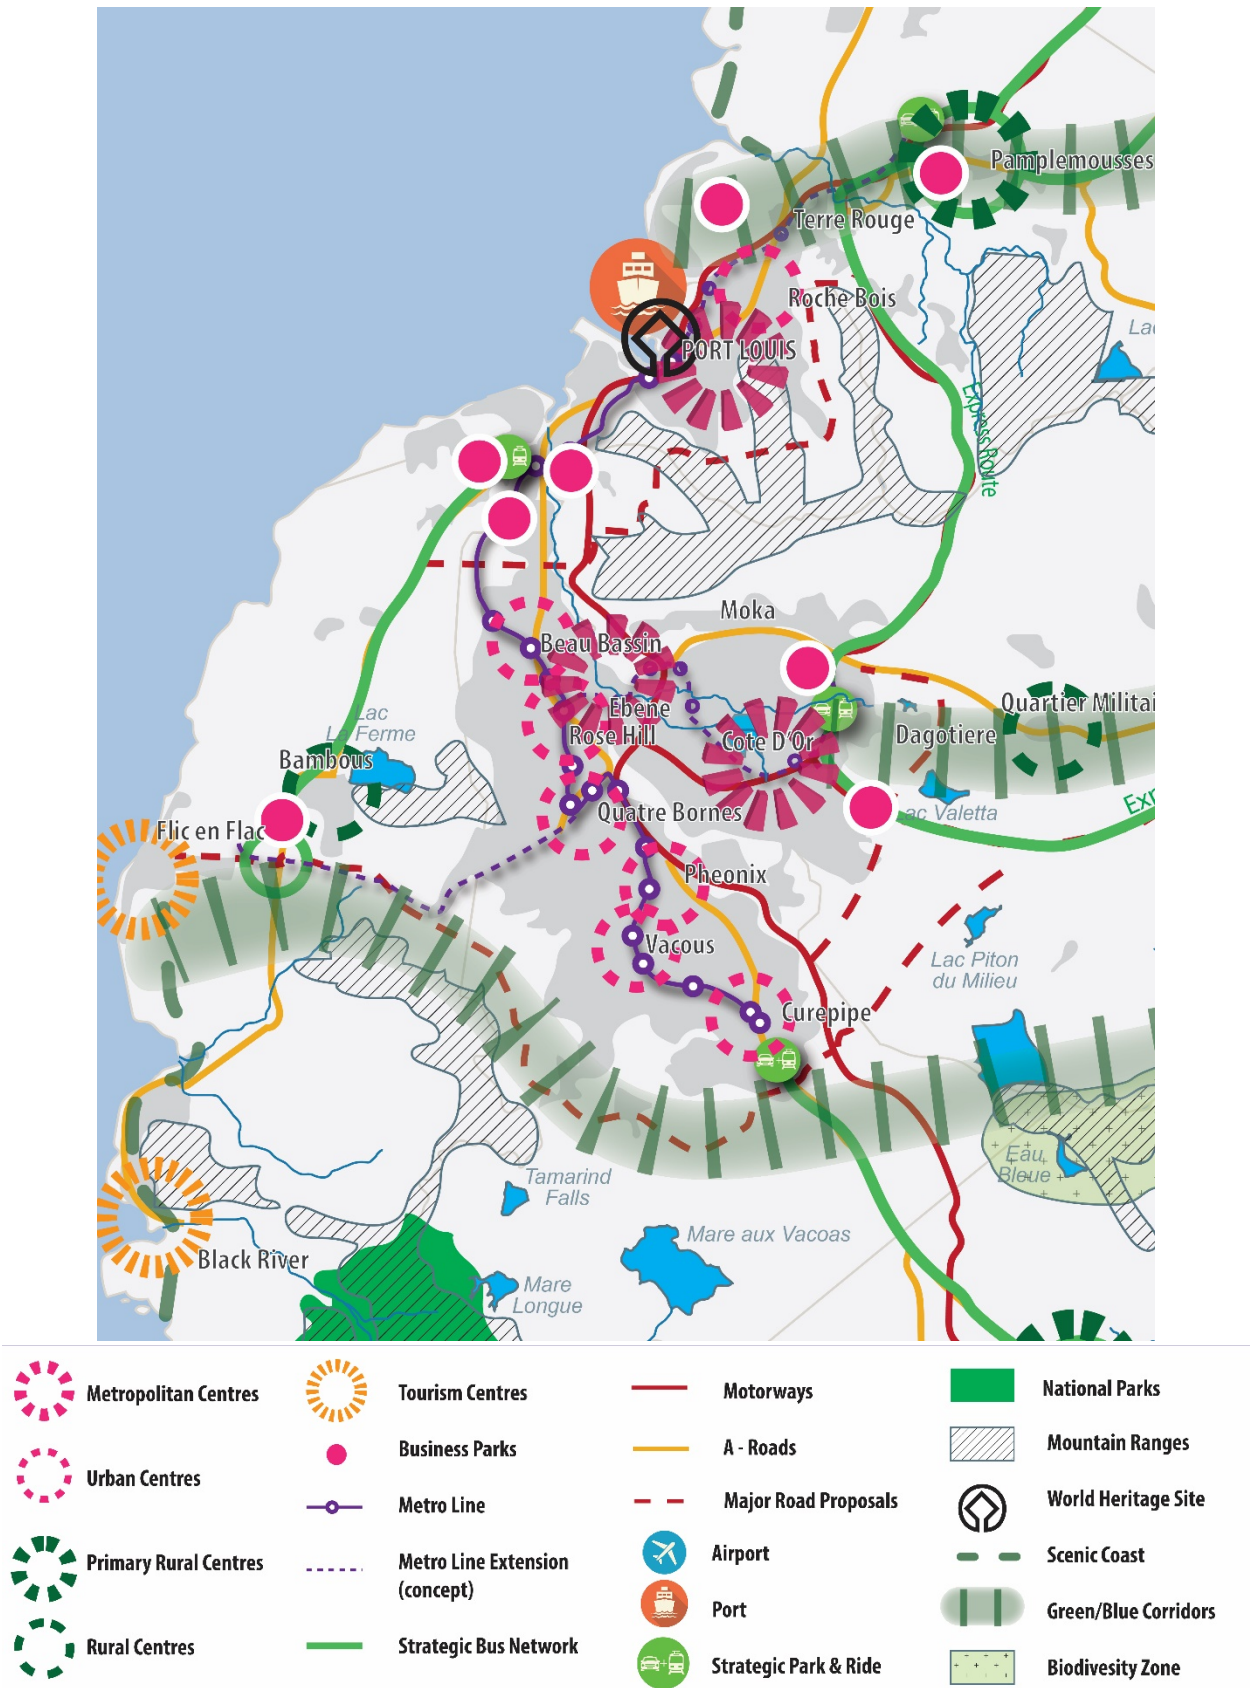 Pamplemousses
Terre Rouge
Roche Bois
PORT LOUIS
Lac
Express Route
Moka
Beau Bassin
Ebene
Rose Hill
Cote D'Or
Quartier Militai
Dagotiere
Lac
La Ferme
Bambous
Lac Valetta
Exp
Quatre Bornes
Flic en Flac
Pheonix
Vacous
Lac Piton
du Milieu
Curepipe
Eau
Bleue
Tamarind
Falls
Mare aux Vacoas
Black River
Mare
Longue
Metropolitan Centres
Urban Centres
Primary Rural Centres
Rural Centres
Tourism Centres
Business Parks
Metro Line
Metro Line Extension
(concept)
Strategic Bus Network
Motorways
A - Roads
Major Road Proposals
Airport
Port
Strategic Park & Ride
National Parks
Mountain Ranges
World Heritage Site
Scenic Coast
Green/Blue Corridors
Biodivesity Zone